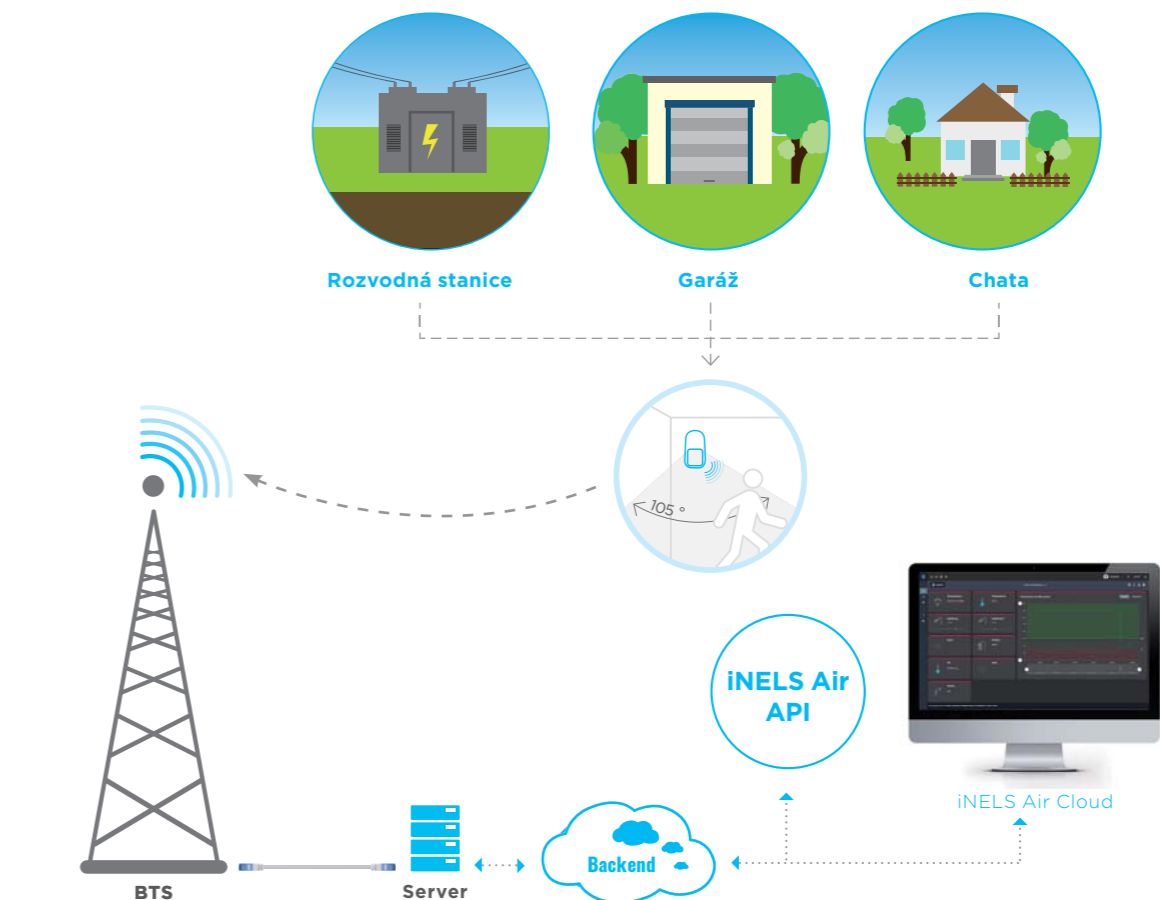 Rozvodná stanice
Garáž
Chata
105 °
iNELS Air
API
iNELS Air Cloud
Backend
BTS
Server